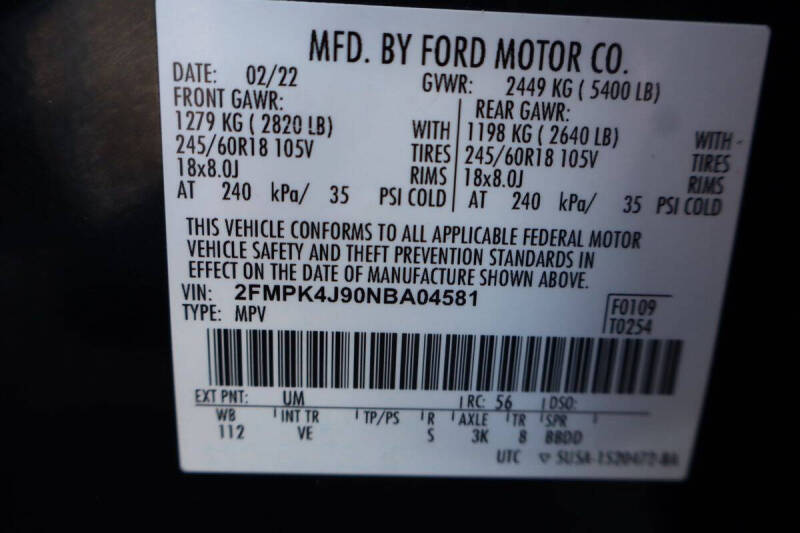 MFD. BY FORD MOTOR CO.
DATE: 02/22 GVWR: 2449 KG ( 5400 LB)
FRONT GAWR: REAR GAWR:
1279 KG ( 2820 LB) WITH 1198 KG ( 2640 LB) WITH
245/60R18 105V TIRES 245/60R18 105V TIRES
18x8.0J RIMS 18x8.0J RIMS
AT 240 kPa/ 35 PSI COLD AT 240 kPa/ 35 PSI COLD
THIS VEHICLE CONFORMS TO ALL APPLICABLE FEDERAL MOTOR
VEHICLE SAFETY AND THEFT PREVENTION STANDARDS IN
EFFECT ON THE DATE OF MANUFACTURE SHOWN ABOVE.
VIN: 2FMPK4J90NBA04581 F0109
TYPE: MPV T0254
EXT PNT: UM RC: 56 DSO:
WB INT TR TP/PS R AXLE TR SPR
112 VE S 3K 8 BBDD
UTC SUSA-1520472-BA